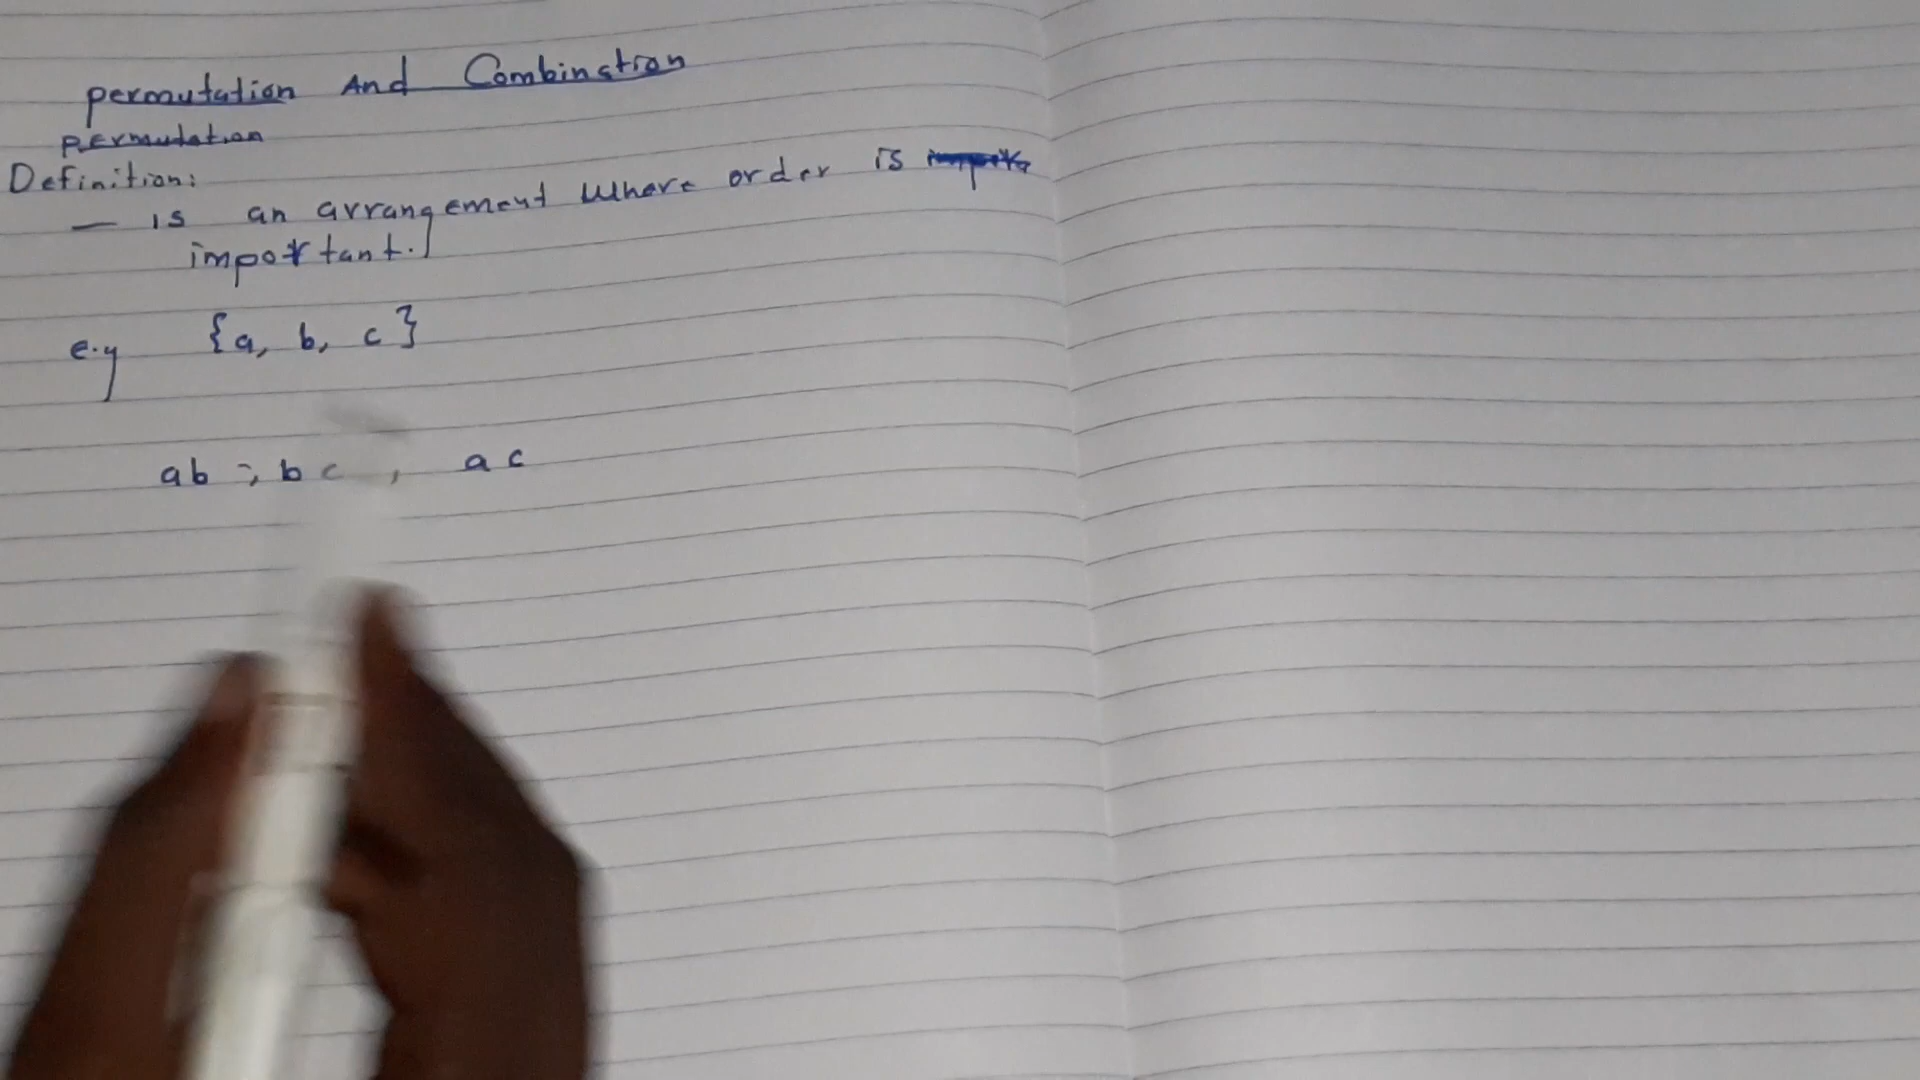 permutation And Combination
permutation
Definition:
— is an arrangement where order is
important.
e.g {a, b, c}
ab , bc , ac